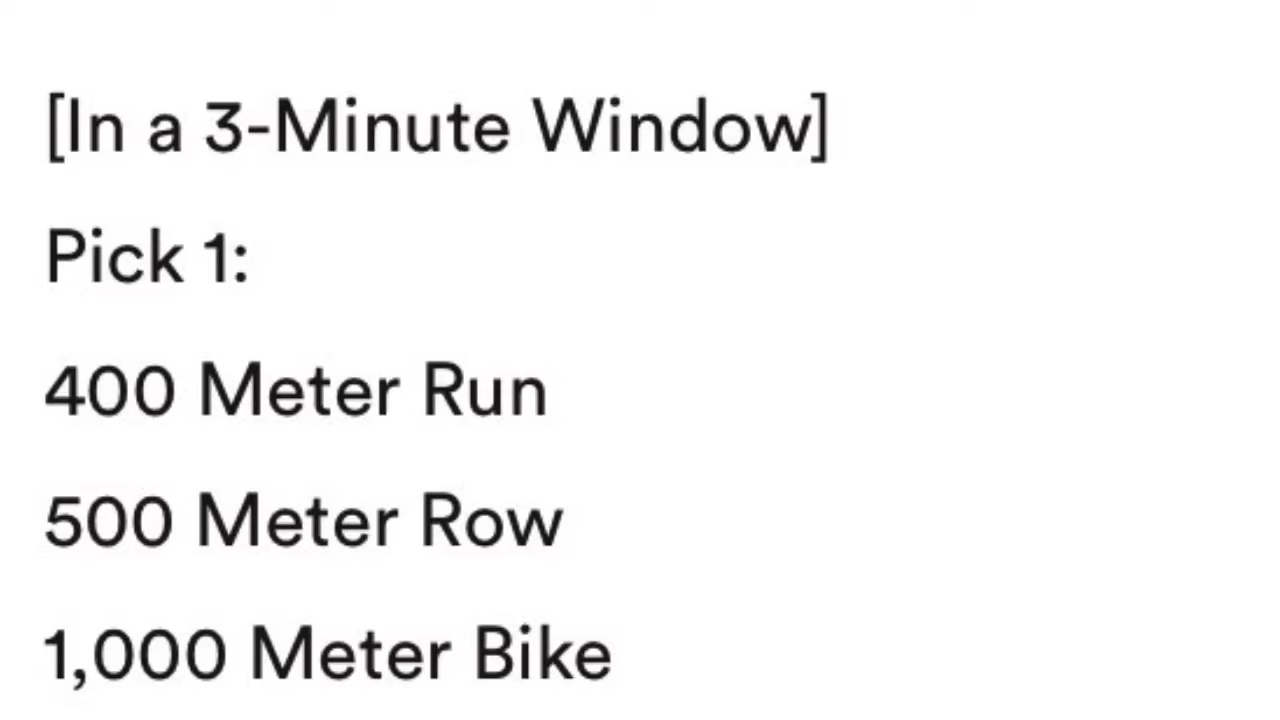 [In a 3-Minute Window]
Pick 1:
400 Meter Run
500 Meter Row
1,000 Meter Bike